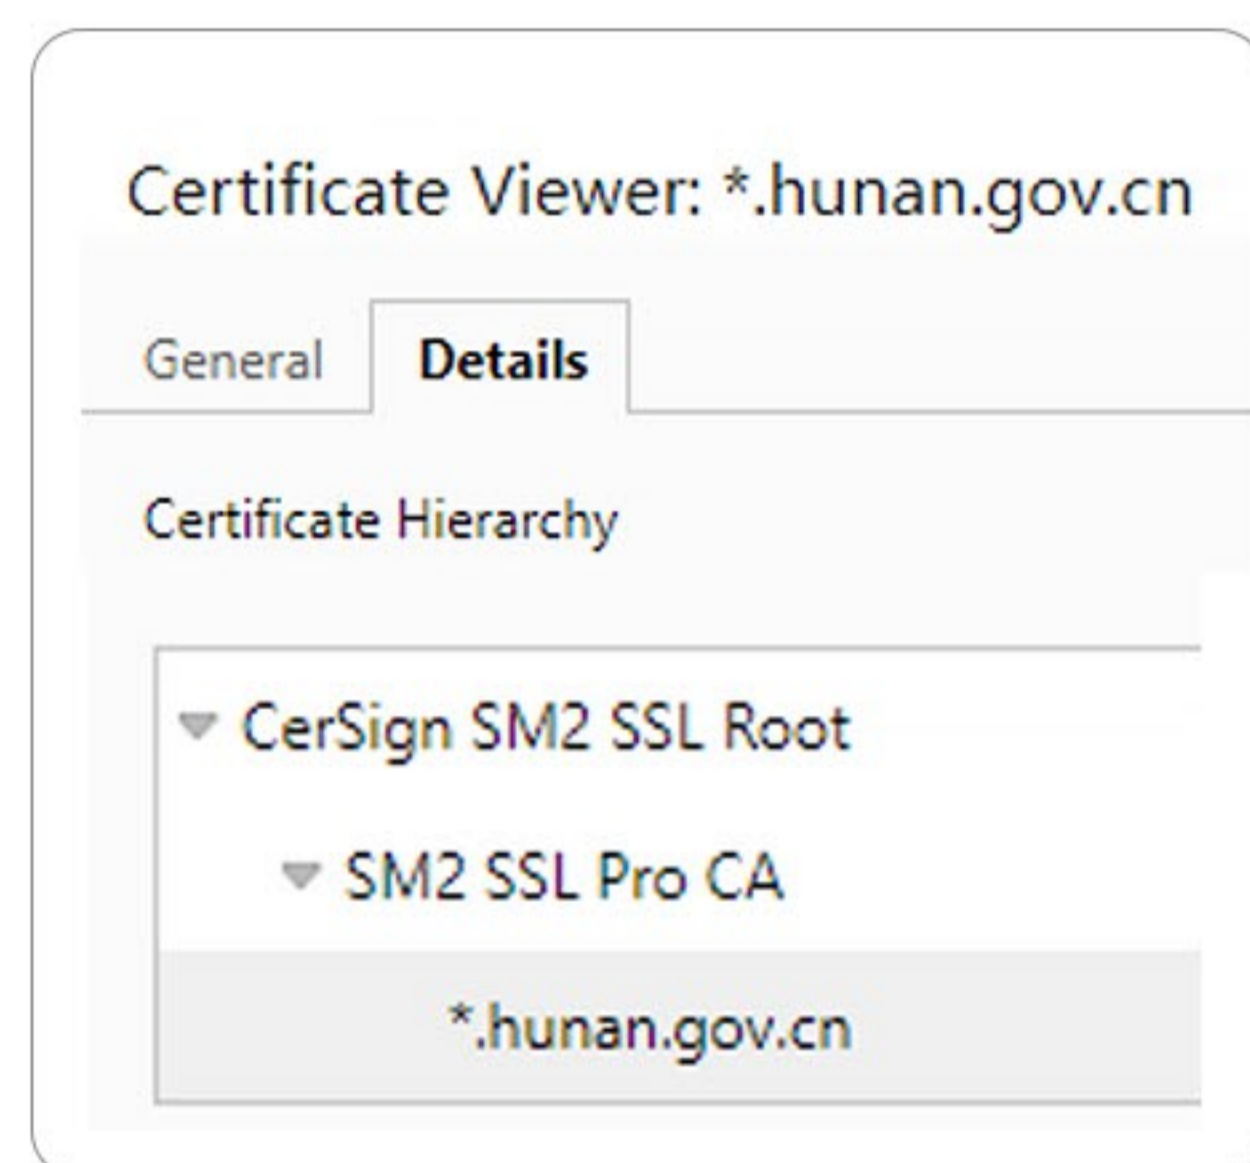 Certificate Viewer: *.hunan.gov.cn
General Details
Certificate Hierarchy
CerSign SM2 SSL Root
SM2 SSL Pro CA
*.hunan.gov.cn